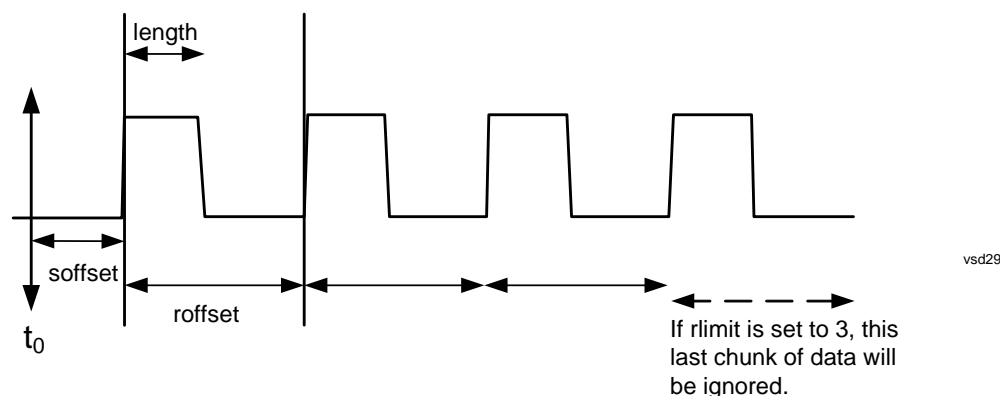 length
soffset
roffset
t0
If rlimit is set to 3, this
last chunk of data will
be ignored.
vsd29